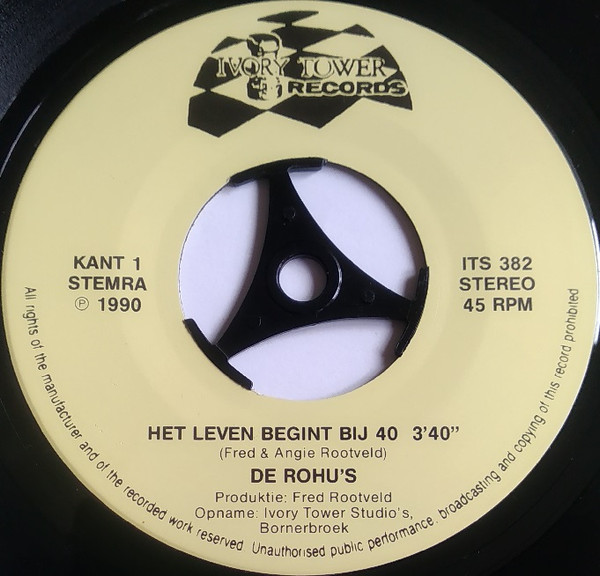 IVORY TOWER
RECORDS
KANT 1
STEMRA
℗ 1990
ITS 382
STEREO
45 RPM
HET LEVEN BEGINT BIJ 40 3'40"
(Fred & Angie Rootveld)
DE ROHU'S
Produktie: Fred Rootveld
Opname: Ivory Tower Studio's,
Bornerbroek
All rights of the manufacturer and of the recorded work reserved. Unauthorised public performance, broadcasting and copying of this record prohibited